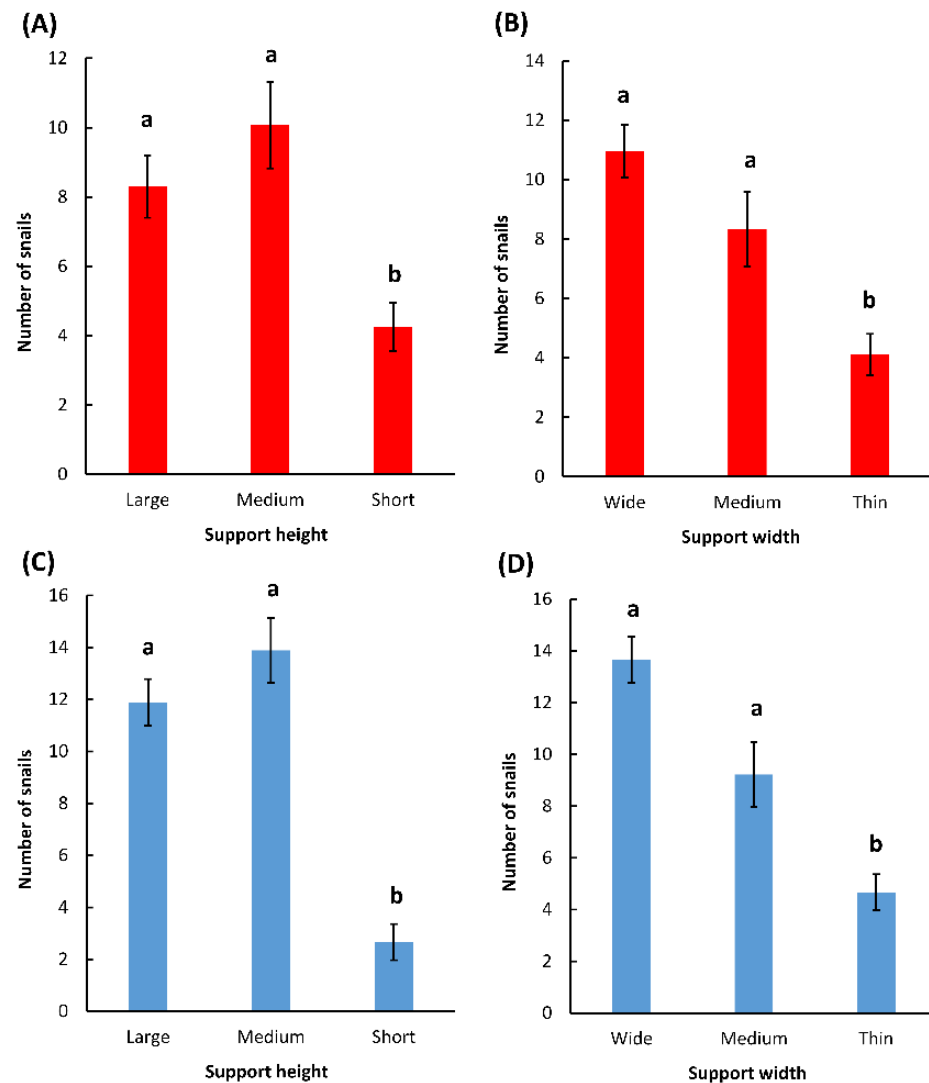 (A)
12
10
8
6
4
2
0
Number of snails
a
a
b
Large Medium Short
Support height
(B)
14
12
10
8
6
4
2
0
Number of snails
a
a
b
Wide Medium Thin
Support width
(C)
16
14
12
10
8
6
4
2
0
Number of snails
a
a
b
Large Medium Short
Support height
(D)
16
14
12
10
8
6
4
2
0
Number of snails
a
a
b
Wide Medium Thin
Support width